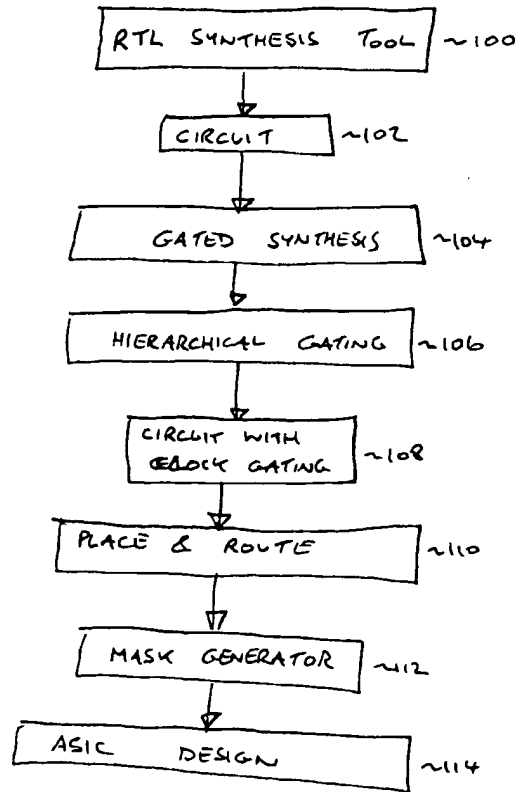 RTL SYNTHESIS TOOL ~100
CIRCUIT ~102
GATED SYNTHESIS ~104
HIERARCHICAL GATING ~106
CIRCUIT WITH
CLOCK GATING ~108
PLACE & ROUTE ~110
MASK GENERATOR ~112
ASIC DESIGN ~114